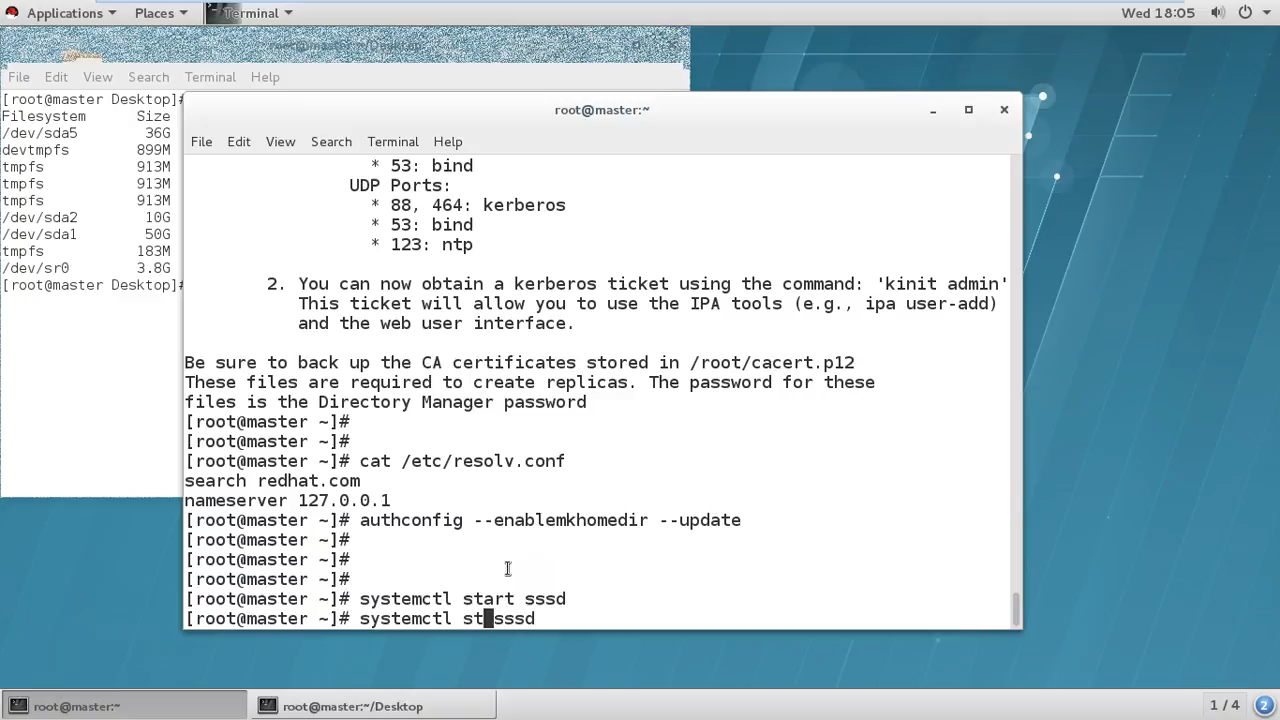 Applications Places Terminal Wed 18:05
File Edit View Search Terminal Help
[root@master Desktop]#
Filesystem Size
/dev/sda5 36G
devtmpfs 899M
tmpfs 913M
tmpfs 913M
tmpfs 913M
/dev/sda2 10G
/dev/sda1 50G
tmpfs 183M
/dev/sr0 3.8G
[root@master Desktop]#
root@master:~
File Edit View Search Terminal Help
* 53: bind
UDP Ports:
* 88, 464: kerberos
* 53: bind
* 123: ntp
2. You can now obtain a kerberos ticket using the command: 'kinit admin'
This ticket will allow you to use the IPA tools (e.g., ipa user-add)
and the web user interface.
Be sure to back up the CA certificates stored in /root/cacert.p12
These files are required to create replicas. The password for these
files is the Directory Manager password
[root@master ~]#
[root@master ~]#
[root@master ~]# cat /etc/resolv.conf
search redhat.com
nameserver 127.0.0.1
[root@master ~]# authconfig --enablemkhomedir --update
[root@master ~]#
[root@master ~]#
[root@master ~]#
[root@master ~]# systemctl start sssd
[root@master ~]# systemctl st sssd
root@master:~ root@master:~/Desktop 1 / 4 2